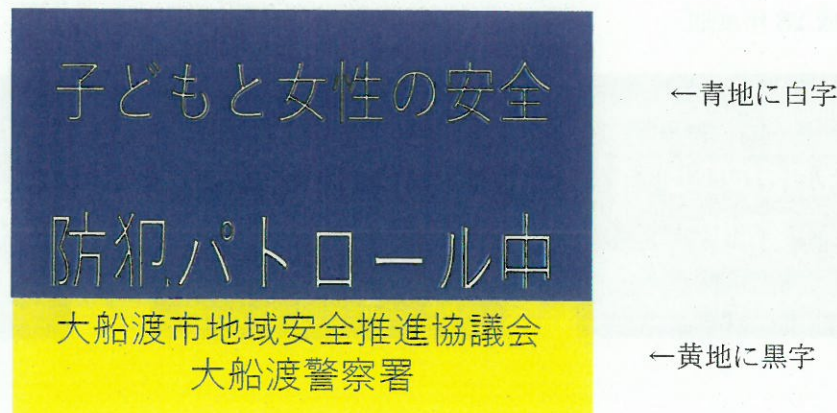 子どもと女性の安全
←青地に白字
防犯パトロール中
大船渡市地域安全推進協議会
←黄地に黒字
大船渡警察署